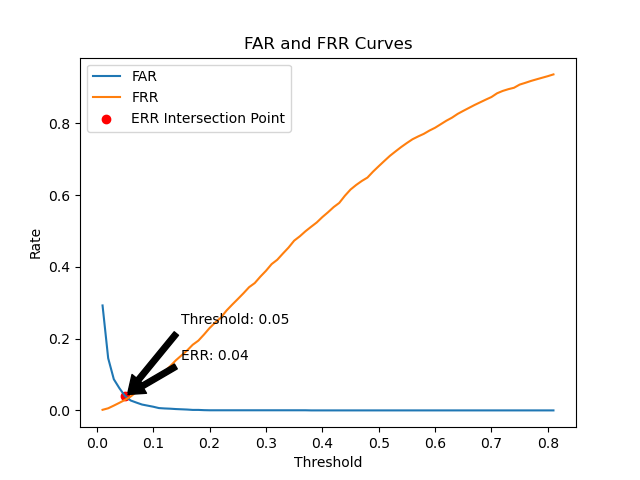 FAR and FRR Curves
FAR
FRR
ERR Intersection Point
Rate
0.8
0.6
0.4
0.2
0.0
Threshold: 0.05
ERR: 0.04
0.0 0.1 0.2 0.3 0.4 0.5 0.6 0.7 0.8
Threshold